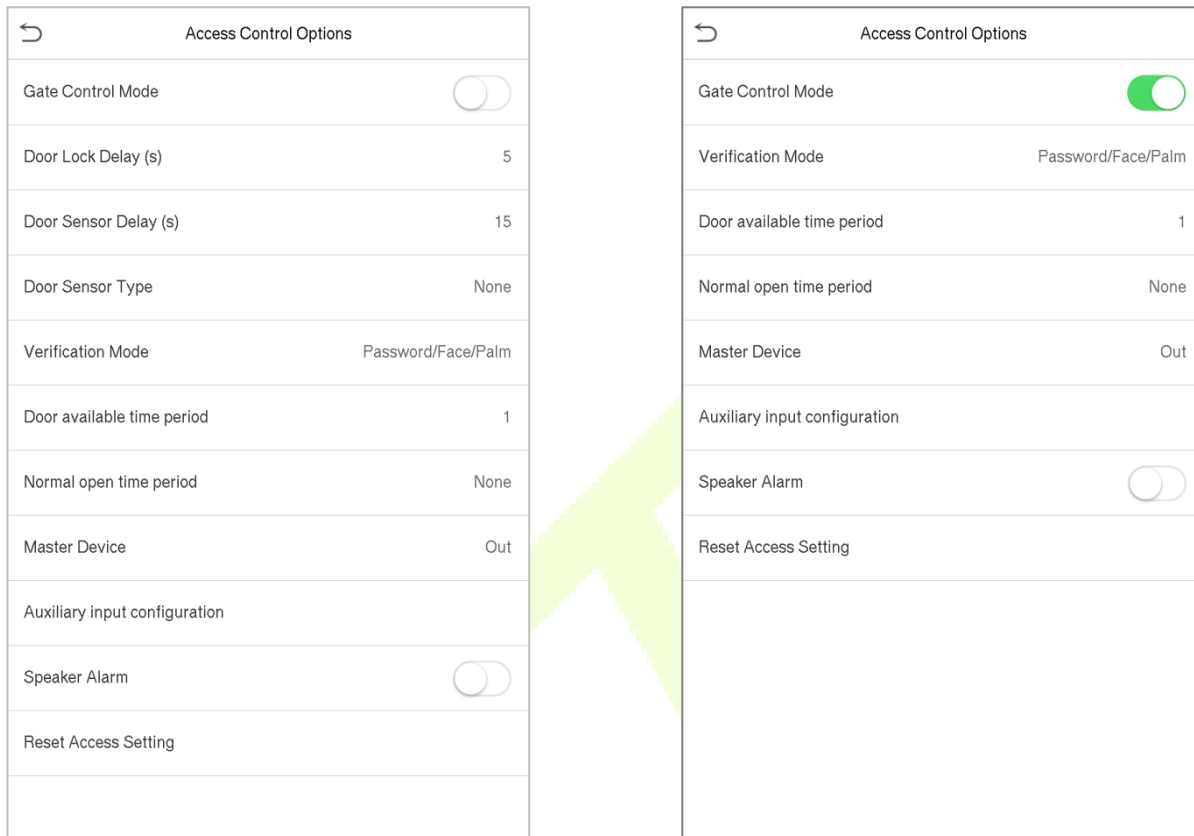 Access Control Options
Gate Control Mode
Door Lock Delay (s) 5
Door Sensor Delay (s) 15
Door Sensor Type None
Verification Mode Password/Face/Palm
Door available time period 1
Normal open time period None
Master Device Out
Auxiliary input configuration
Speaker Alarm
Reset Access Setting
Access Control Options
Gate Control Mode
Verification Mode Password/Face/Palm
Door available time period 1
Normal open time period None
Master Device Out
Auxiliary input configuration
Speaker Alarm
Reset Access Setting